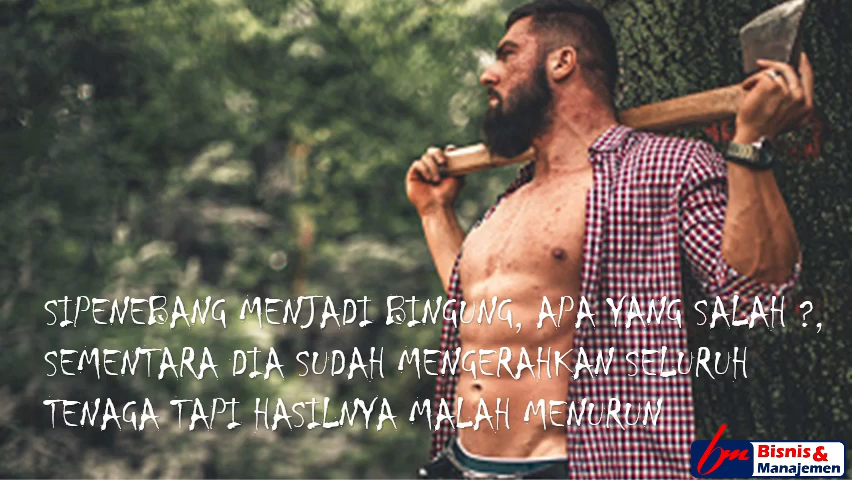 SIPENEBANG MENJADI BINGUNG, APA YANG SALAH ?,
SEMENTARA DIA SUDAH MENGERAHKAN SELURUH
TENAGA TAPI HASILNYA MALAH MENURUN
bm Bisnis &
Manajemen